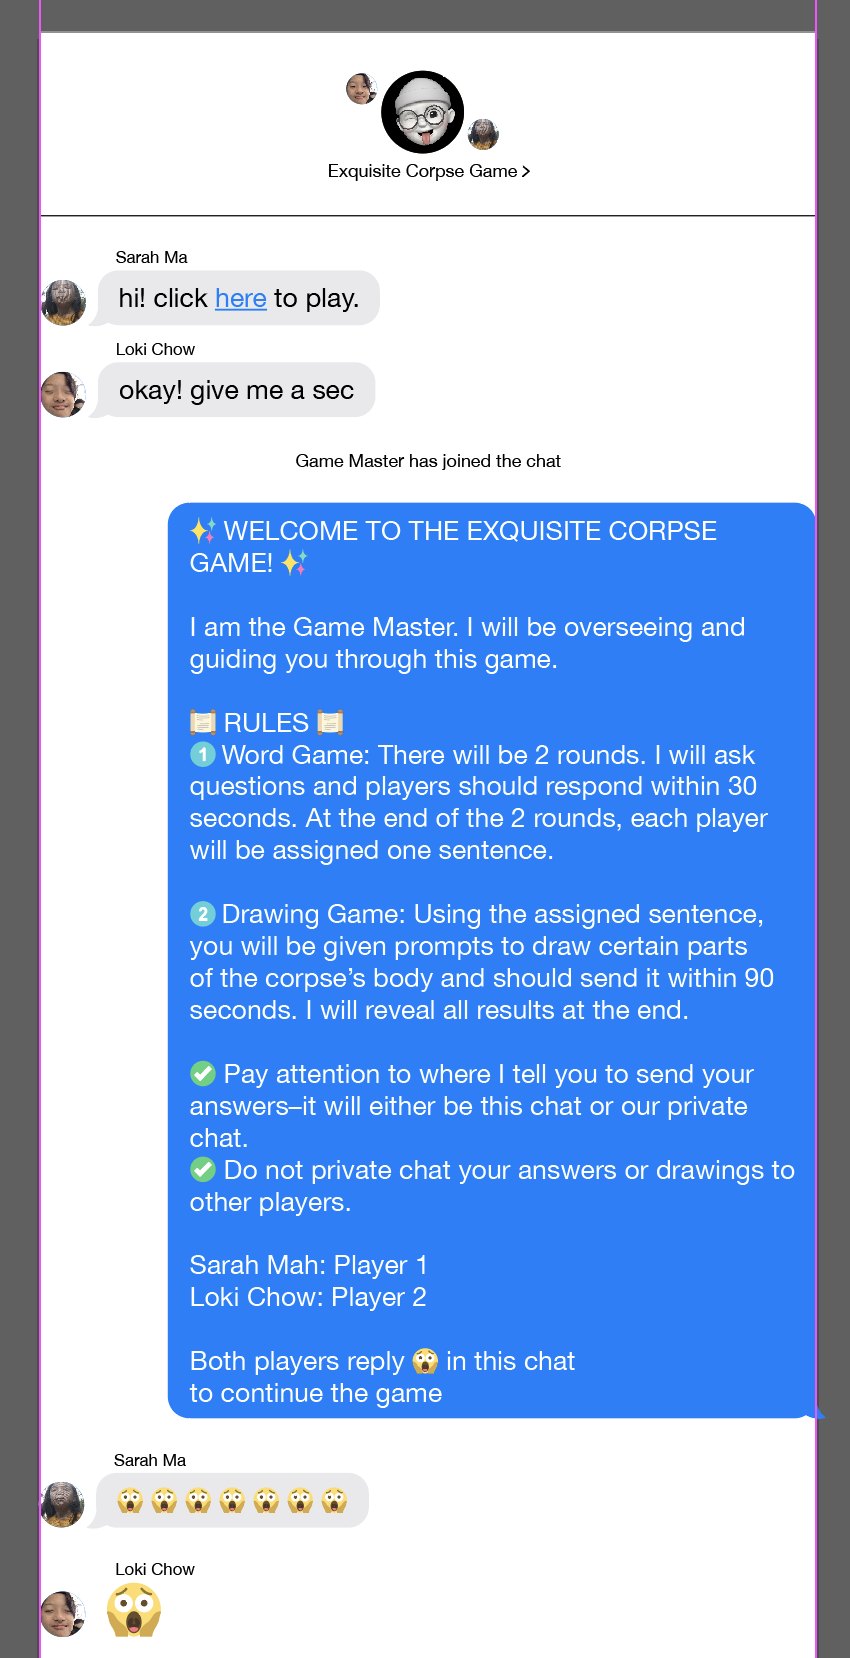 Exquisite Corpse Game >
Sarah Ma
hi! click here to play.
Loki Chow
okay! give me a sec
Game Master has joined the chat
✨ WELCOME TO THE EXQUISITE CORPSE
GAME! ✨
I am the Game Master. I will be overseeing and
guiding you through this game.
📜 RULES 📜
1 Word Game: There will be 2 rounds. I will ask
questions and players should respond within 30
seconds. At the end of the 2 rounds, each player
will be assigned one sentence.
2 Drawing Game: Using the assigned sentence,
you will be given prompts to draw certain parts
of the corpse’s body and should send it within 90
seconds. I will reveal all results at the end.
✅ Pay attention to where I tell you to send your
answers–it will either be this chat or our private
chat.
✅ Do not private chat your answers or drawings to
other players.
Sarah Mah: Player 1
Loki Chow: Player 2
Both players reply 😱 in this chat
to continue the game
Sarah Ma
😱 😱 😱 😱 😱 😱 😱
Loki Chow
😱